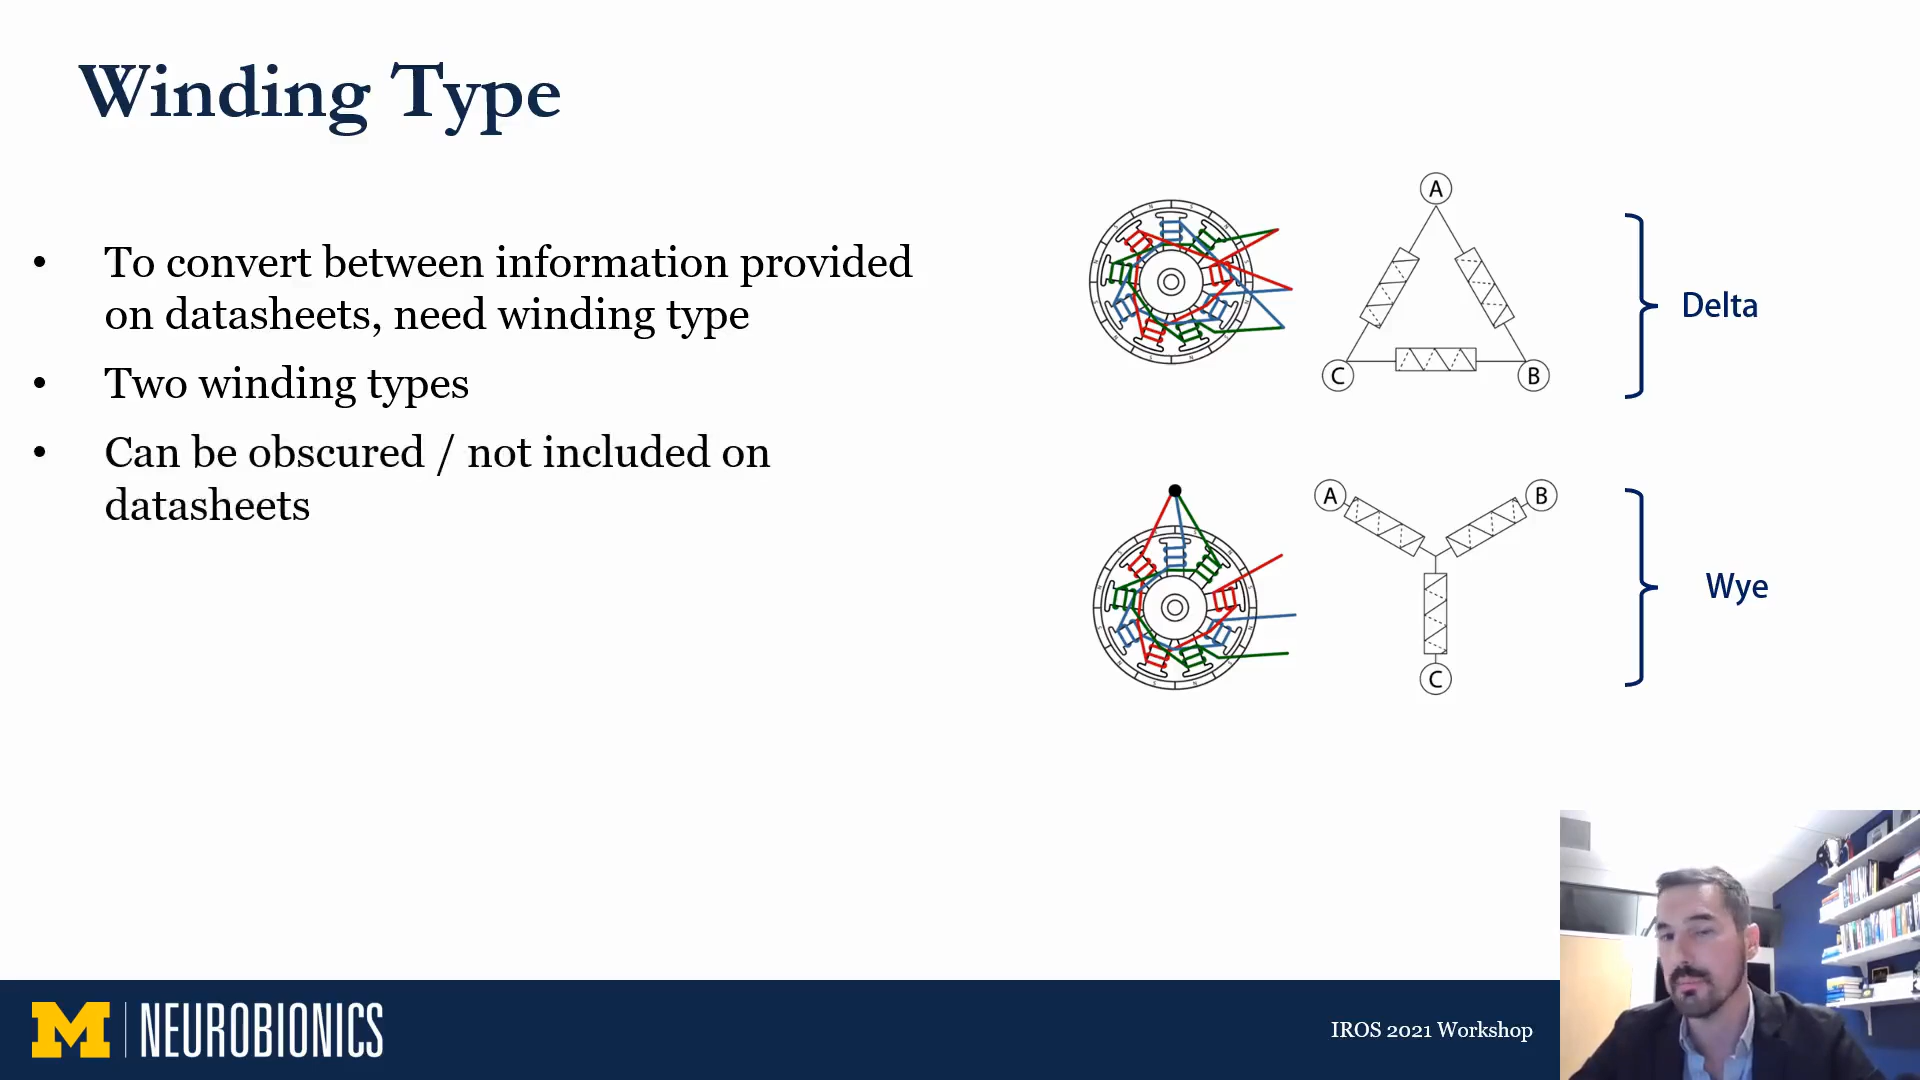 Winding Type
• To convert between information provided
on datasheets, need winding type
• Two winding types
• Can be obscured / not included on
datasheets
A
C
B
Delta
A
B
C
Wye
M | NEUROBIONICS
IROS 2021 Workshop